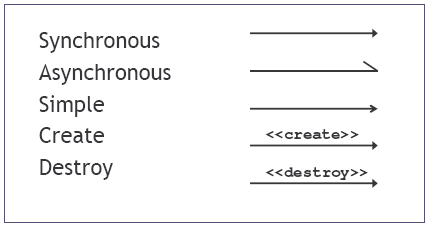 Synchronous
Asynchronous
Simple
Create <<create>>
Destroy <<destroy>>